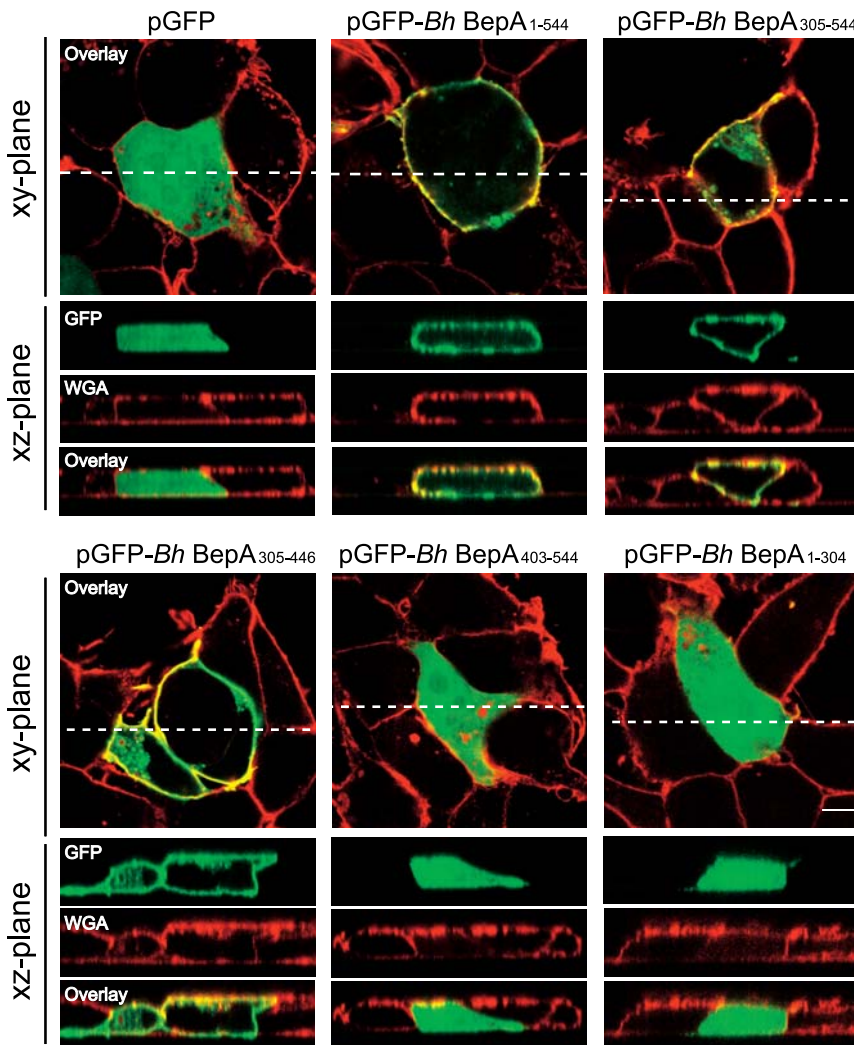 pGFP pGFP-Bh BepA1-544 pGFP-Bh BepA305-544
xy-plane
Overlay
xz-plane
GFP
WGA
Overlay
pGFP-Bh BepA305-446 pGFP-Bh BepA403-544 pGFP-Bh BepA1-304
xy-plane
Overlay
xz-plane
GFP
WGA
Overlay